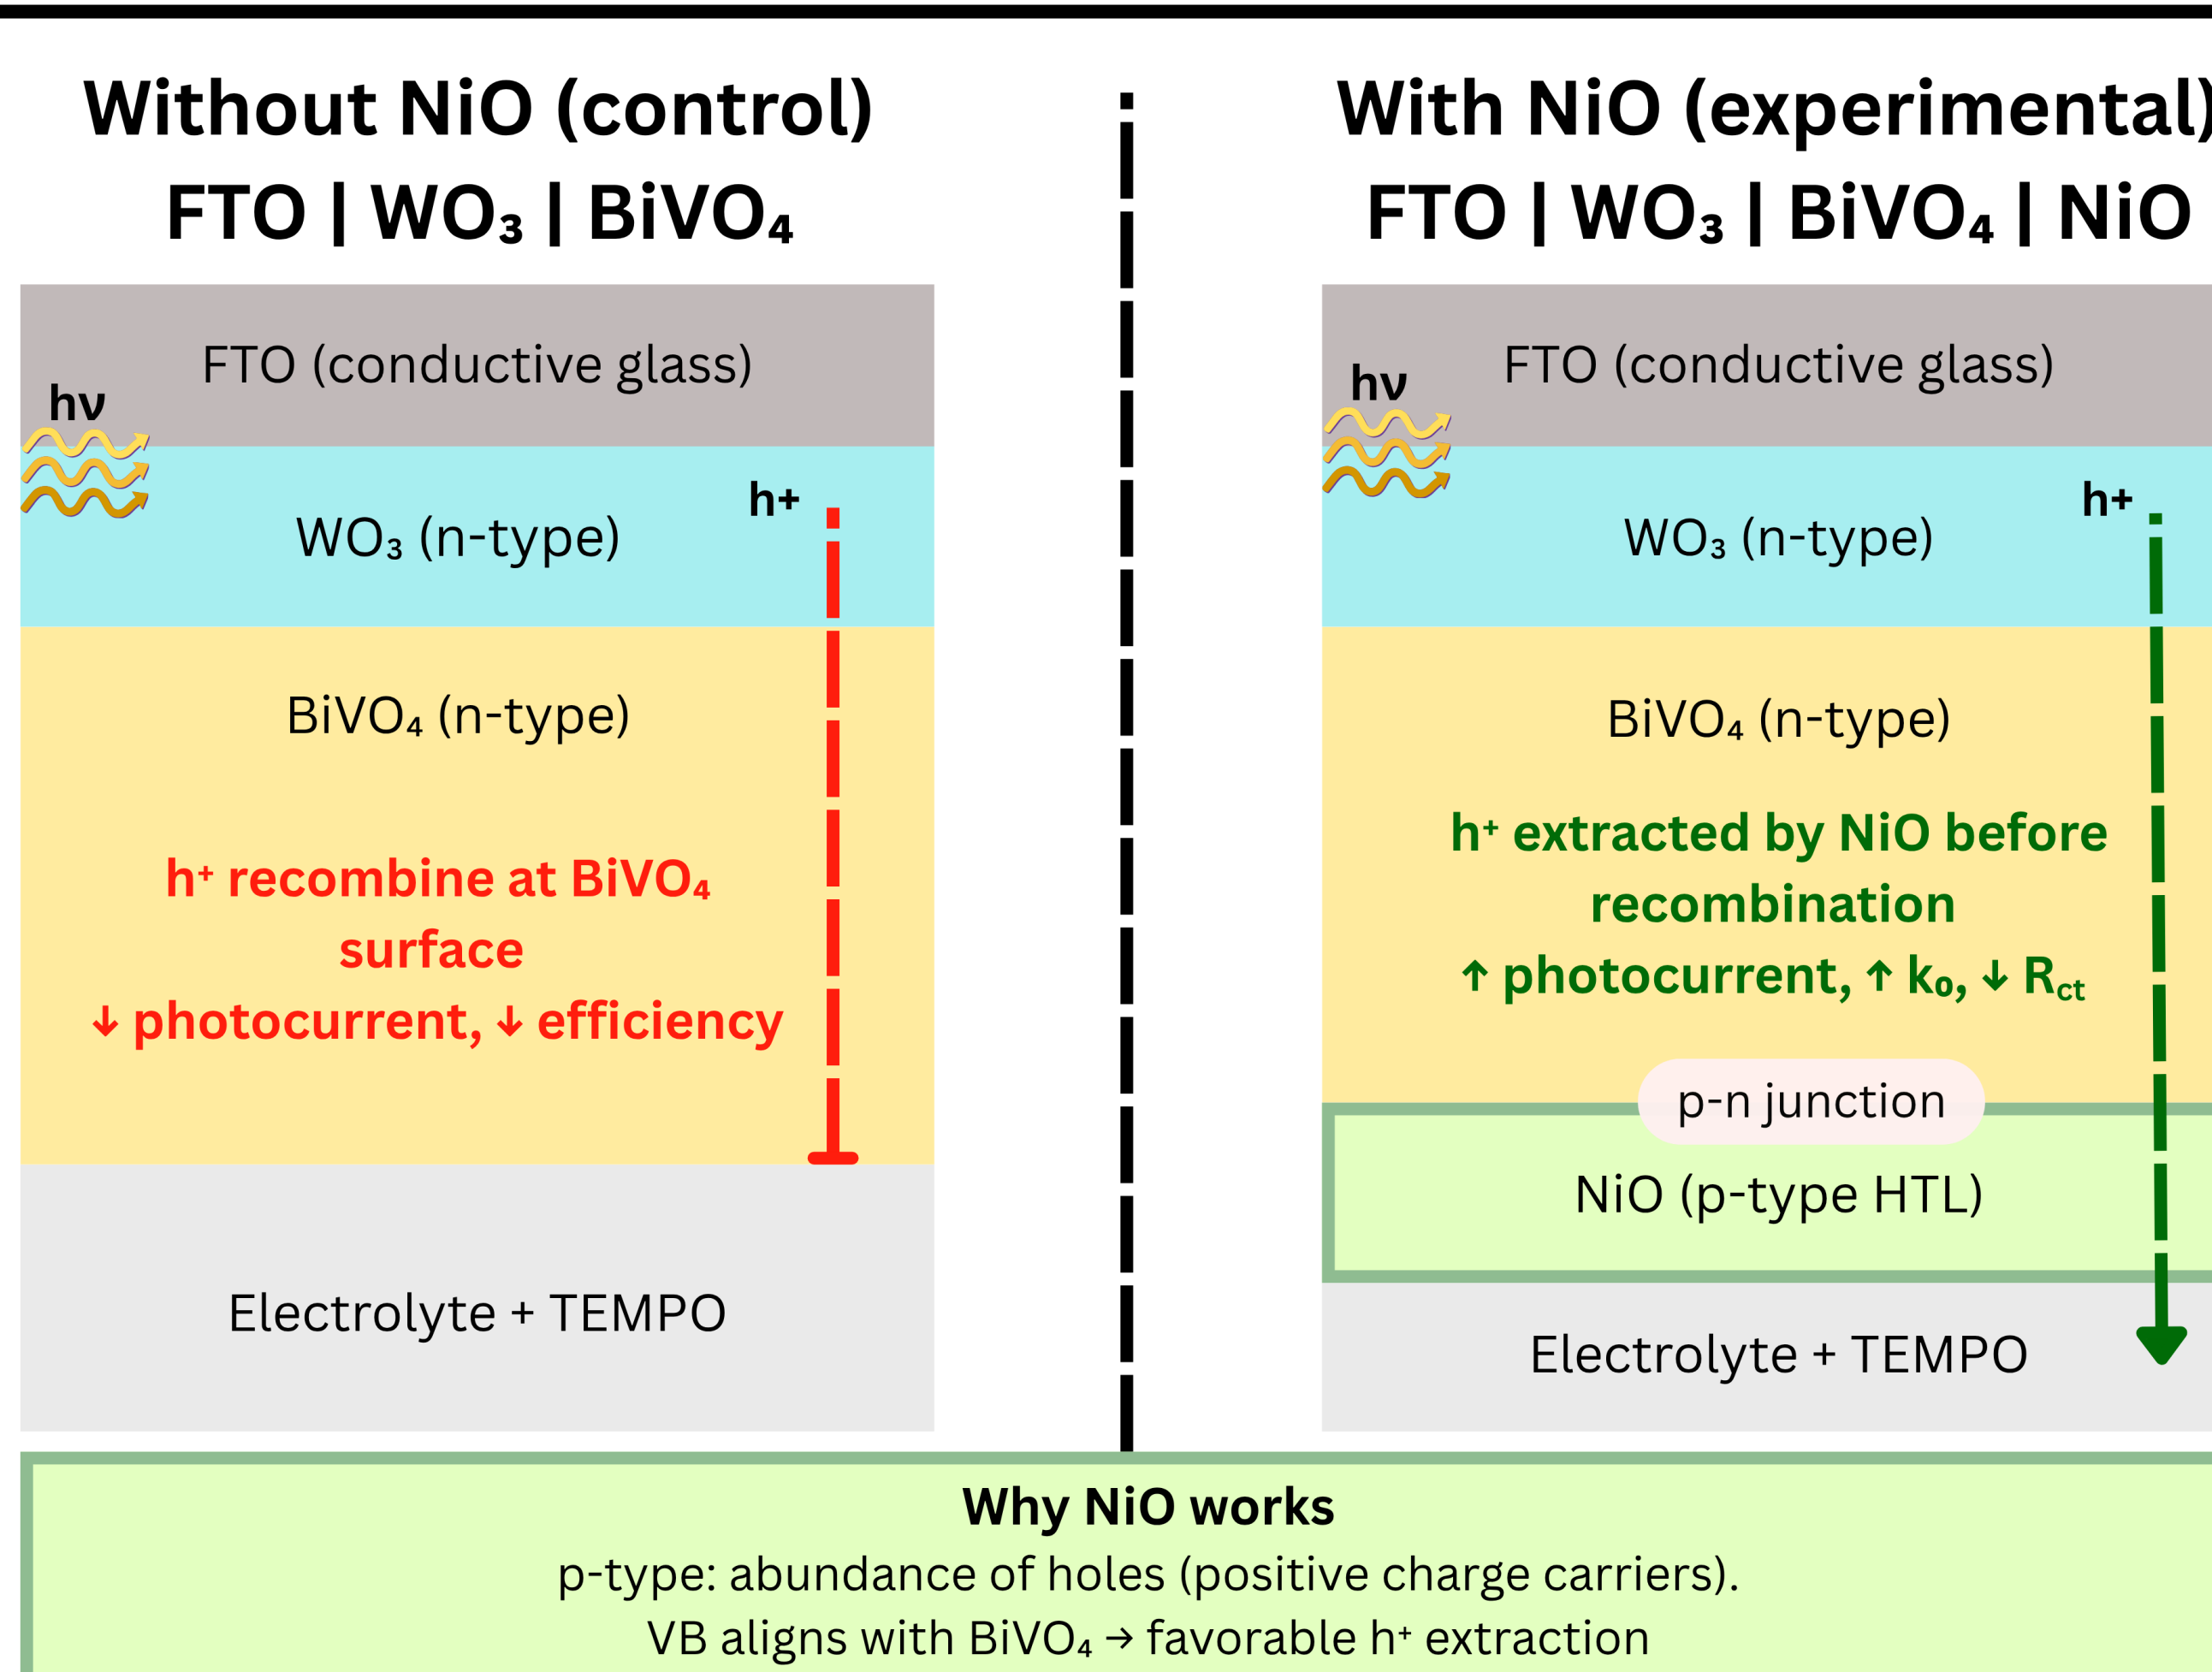 Without NiO (control)
FTO | WO₃ | BiVO₄
FTO (conductive glass)
hν
WO₃ (n-type)
h+
BiVO₄ (n-type)
h⁺ recombine at BiVO₄
surface
↓ photocurrent, ↓ efficiency
Electrolyte + TEMPO
With NiO (experimental)
FTO | WO₃ | BiVO₄ | NiO
FTO (conductive glass)
hν
WO₃ (n-type)
h+
BiVO₄ (n-type)
h⁺ extracted by NiO before
recombination
↑ photocurrent, ↑ k₀, ↓ R_ct
p-n junction
NiO (p-type HTL)
Electrolyte + TEMPO
Why NiO works
p-type: abundance of holes (positive charge carriers).
VB aligns with BiVO₄ → favorable h⁺ extraction